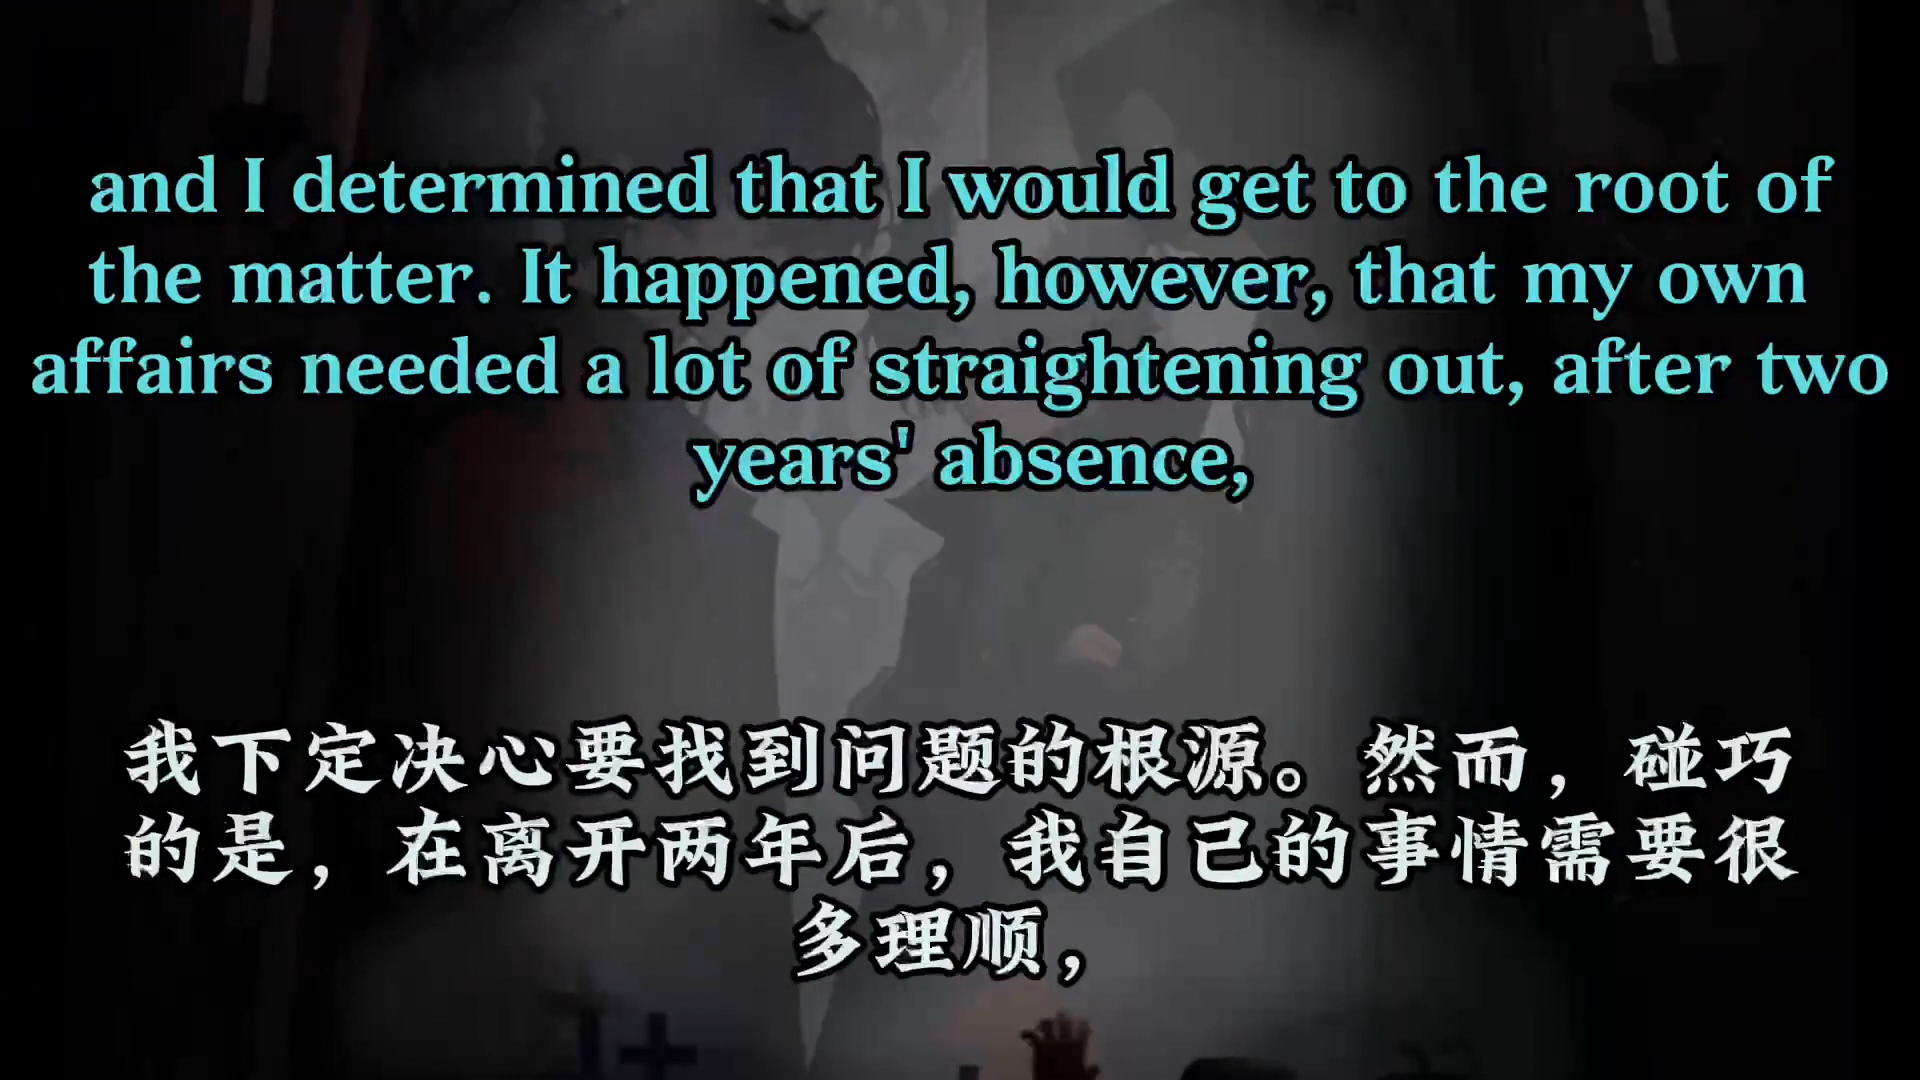 and I determined that I would get to the root of
the matter. It happened, however, that my own
affairs needed a lot of straightening out, after two
years' absence,
我下定决心要找到问题的根源。然而，碰巧
的是，在离开两年后，我自己的事情需要很
多理顺，